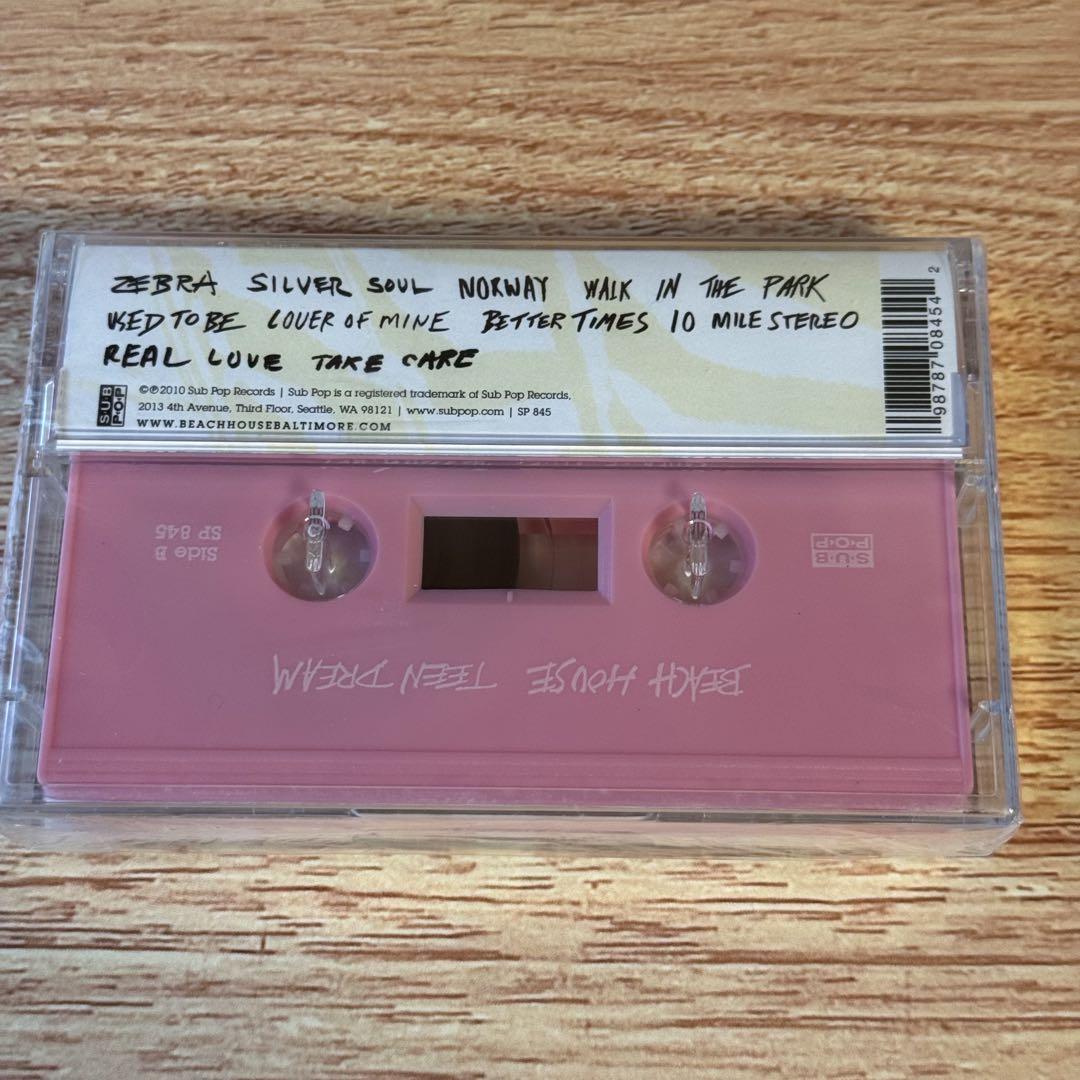 ZEBRA SILVER SOUL NORWAY WALK IN THE PARK
USED TO BE LOVER OF MINE BETTER TIMES 10 MILE STEREO
REAL LOVE TAKE CARE
SUB
POP
©℗2010 Sub Pop Records | Sub Pop is a registered trademark of Sub Pop Records,
2013 4th Avenue, Third Floor, Seattle, WA 98121 | www.subpop.com | SP 845
WWW.BEACHHOUSEBALTIMORE.COM
98787 08454 2
Side B
SP 845
SUB
POP
BEACH HOUSE TEEN DREAM